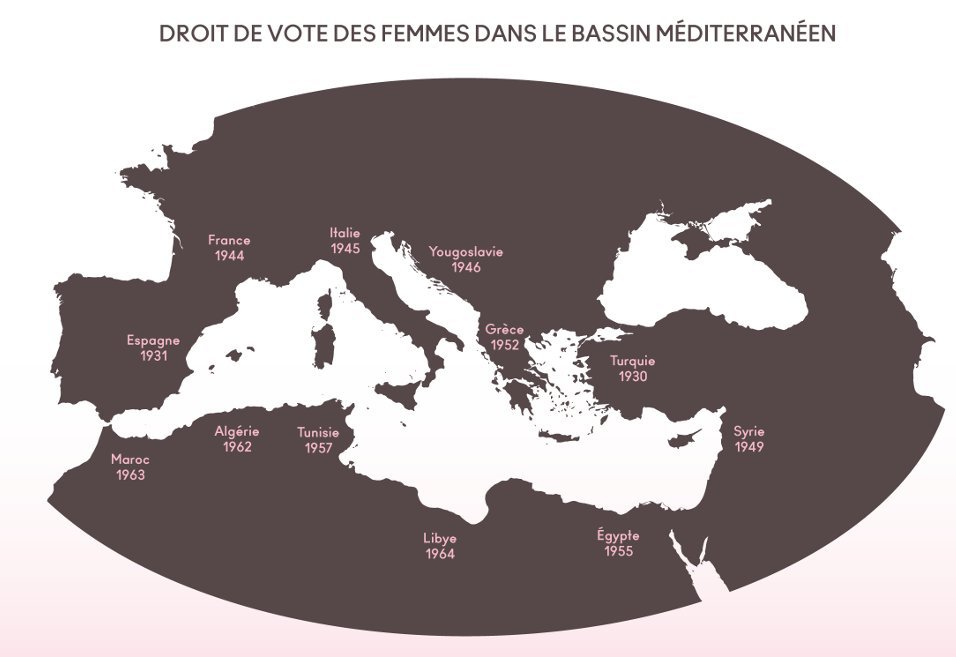 DROIT DE VOTE DES FEMMES DANS LE BASSIN MÉDITERRANÉEN
Italie
1945
France
1944
Yougoslavie
1946
Grèce
1952
Espagne
1931
Turquie
1930
Algérie
1962
Tunisie
1957
Syrie
1949
Maroc
1963
Libye
1964
Égypte
1955